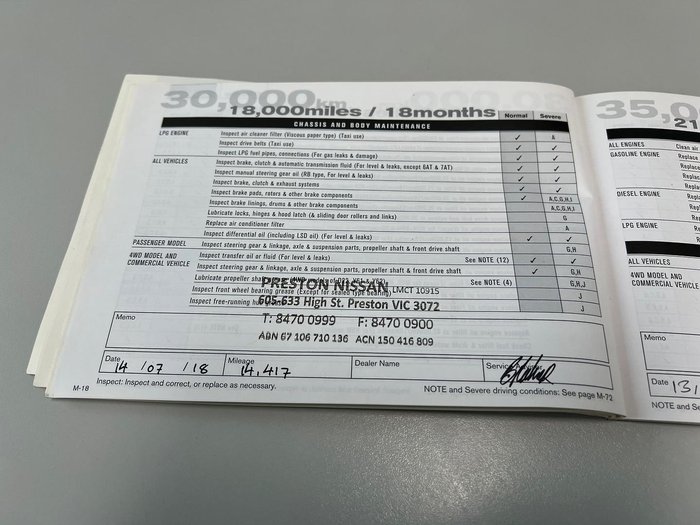 30,000km
18,000miles / 18months Normal Severe
CHASSIS AND BODY MAINTENANCE
LPG ENGINE Inspect air cleaner filter (Viscous paper type) (Taxi use) ✓ A
Inspect drive belts (Taxi use) ✓ ✓
Inspect LPG fuel pipes, connections (For gas leaks & damage) ✓ ✓
ALL VEHICLES Inspect brake, clutch & automatic transmission fluid (For level & leaks, except 6AT & 7AT) ✓ ✓
Inspect manual steering gear oil (RB type, For level & leaks) ✓ ✓
Inspect brake, clutch & exhaust systems ✓ ✓
Inspect brake pads, rotors & other brake components ✓ A,C,G,H,I
Inspect brake linings, drums & other brake components A,C,G,H,I
Lubricate locks, hinges & hood latch (& sliding door rollers and links) G
Replace air conditioner filter A
Inspect differential oil (including LSD oil) (For level & leaks) ✓ ✓
PASSENGER MODEL Inspect steering gear & linkage, axle & suspension parts, propeller shaft & front drive shaft G,H
4WD MODEL AND COMMERCIAL VEHICLE Inspect transfer oil or fluid (For level & leaks) See NOTE (12) ✓ ✓
Inspect steering gear & linkage, axle & suspension parts, propeller shaft & front drive shaft ✓ G,H
Lubricate propeller shaft See NOTE (4) G,H,J
Inspect front wheel bearing grease (Except for sealed type bearing) J
Inspect free-running J
PRESTON NISSAN LMCT 10915
605-633 High St. Preston VIC 3072
T: 8470 0999 F: 8470 0900
ABN 67 106 710 136 ACN 150 416 809
Memo
Date 14 /07 /18 Mileage 14,417 Dealer Name
M-18 Inspect: Inspect and correct, or replace as necessary. NOTE and Severe driving conditions: See page M-72
35,0
21
ALL ENGINES Clean air
GASOLINE ENGINE
DIESEL ENGINE
LPG ENGINE
ALL VEHICLES
4WD MODEL AND
COMMERCIAL VEHICLE
Memo
Date 13
NOTE and Se